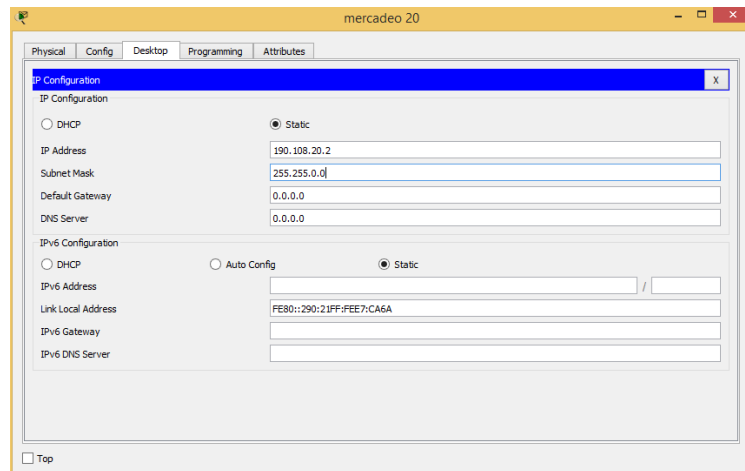 mercadeo 20
Physical Config Desktop Programming Attributes
IP Configuration X
IP Configuration
DHCP Static
IP Address 190.108.20.2
Subnet Mask 255.255.0.0
Default Gateway 0.0.0.0
DNS Server 0.0.0.0
IPv6 Configuration
DHCP Auto Config Static
IPv6 Address /
Link Local Address FE80::290:21FF:FEE7:CA6A
IPv6 Gateway
IPv6 DNS Server
Top